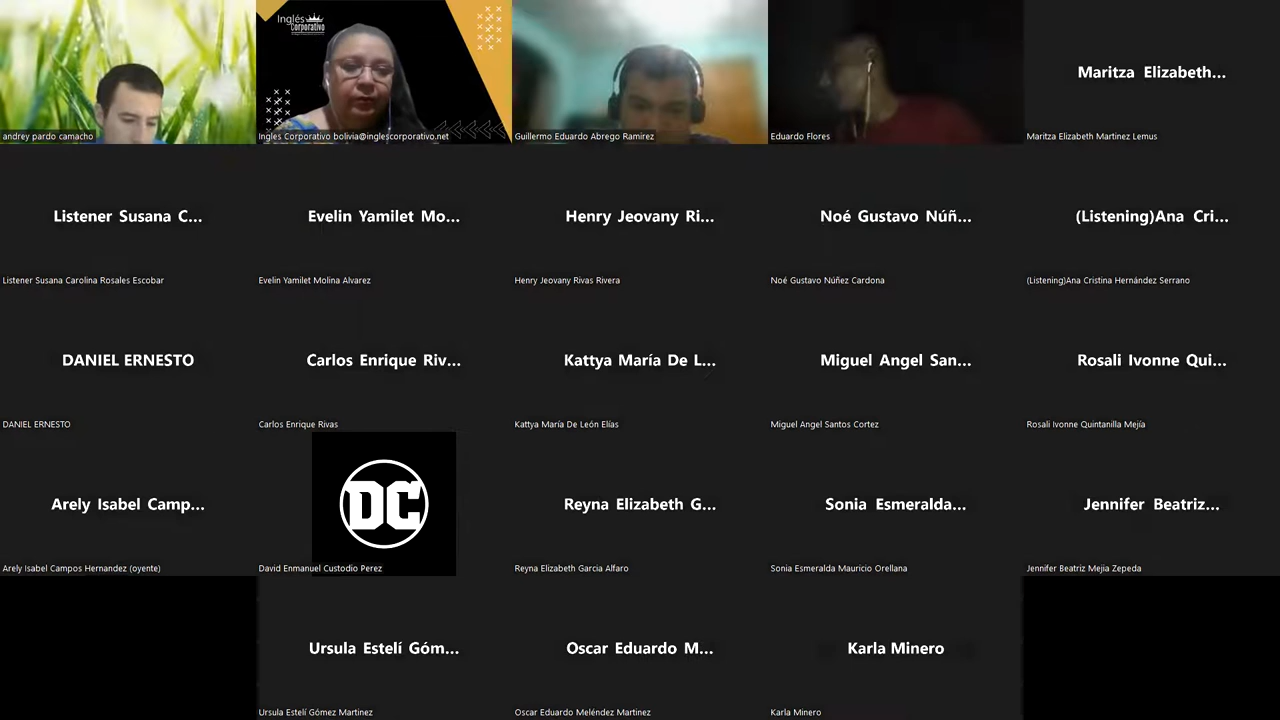 Inglés
Corporativo
andrey pardo camacho
Ingles Corporativo bolivia@inglescorporativo.net
Guillermo Eduardo Abrego Ramirez
Eduardo Flores
Maritza Elizabeth...
Maritza Elizabeth Martinez Lemus
Listener Susana C...
Evelin Yamilet Mo...
Henry Jeovany Ri...
Noé Gustavo Núñ...
(Listening)Ana Cri...
Listener Susana Carolina Rosales Escobar
Evelin Yamilet Molina Alvarez
Henry Jeovany Rivas Rivera
Noé Gustavo Núñez Cardona
(Listening)Ana Cristina Hernández Serrano
DANIEL ERNESTO
Carlos Enrique Riv...
Kattya María De L...
Miguel Angel San...
Rosali Ivonne Qui...
DANIEL ERNESTO
Carlos Enrique Rivas
Kattya María De León Elías
Miguel Angel Santos Cortez
Rosali Ivonne Quintanilla Mejía
Arely Isabel Camp...
DC
Reyna Elizabeth G...
Sonia Esmeralda...
Jennifer Beatriz...
Arely Isabel Campos Hernandez (oyente)
David Enmanuel Custodio Perez
Reyna Elizabeth Garcia Alfaro
Sonia Esmeralda Mauricio Orellana
Jennifer Beatriz Mejia Zepeda
Ursula Estelí Góm...
Oscar Eduardo M...
Karla Minero
Ursula Estelí Gómez Martinez
Oscar Eduardo Meléndez Martinez
Karla Minero